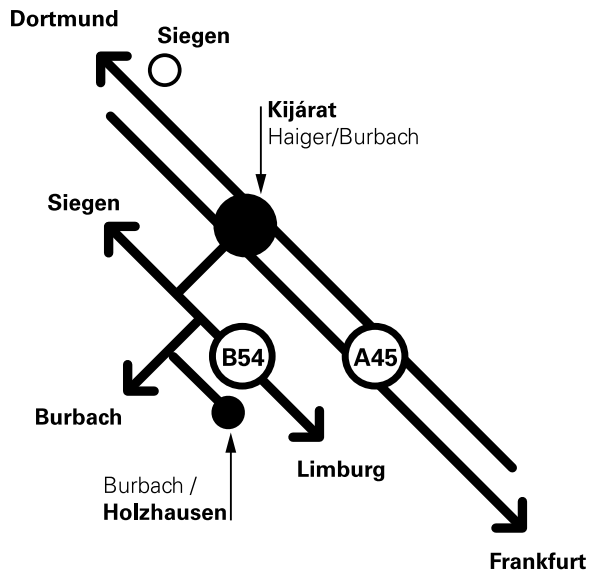 Dortmund
Siegen
Kijárat
Haiger/Burbach
Siegen
B54
A45
Burbach
Limburg
Burbach /
Holzhausen
Frankfurt